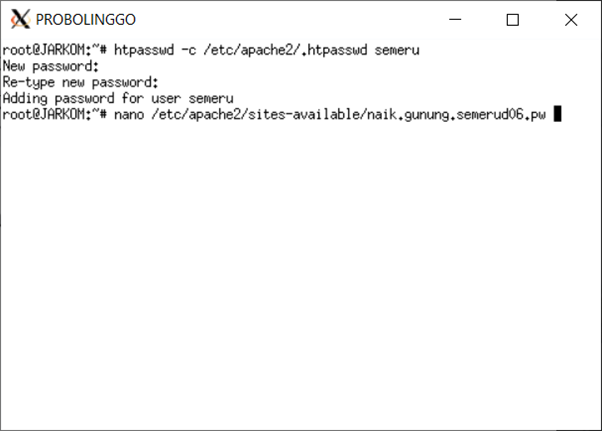 PROBOLINGGO
root@JARKOM:~# htpasswd -c /etc/apache2/.htpasswd semeru
New password:
Re-type new password:
Adding password for user semeru
root@JARKOM:~# nano /etc/apache2/sites-available/naik.gunung.semerud06.pw